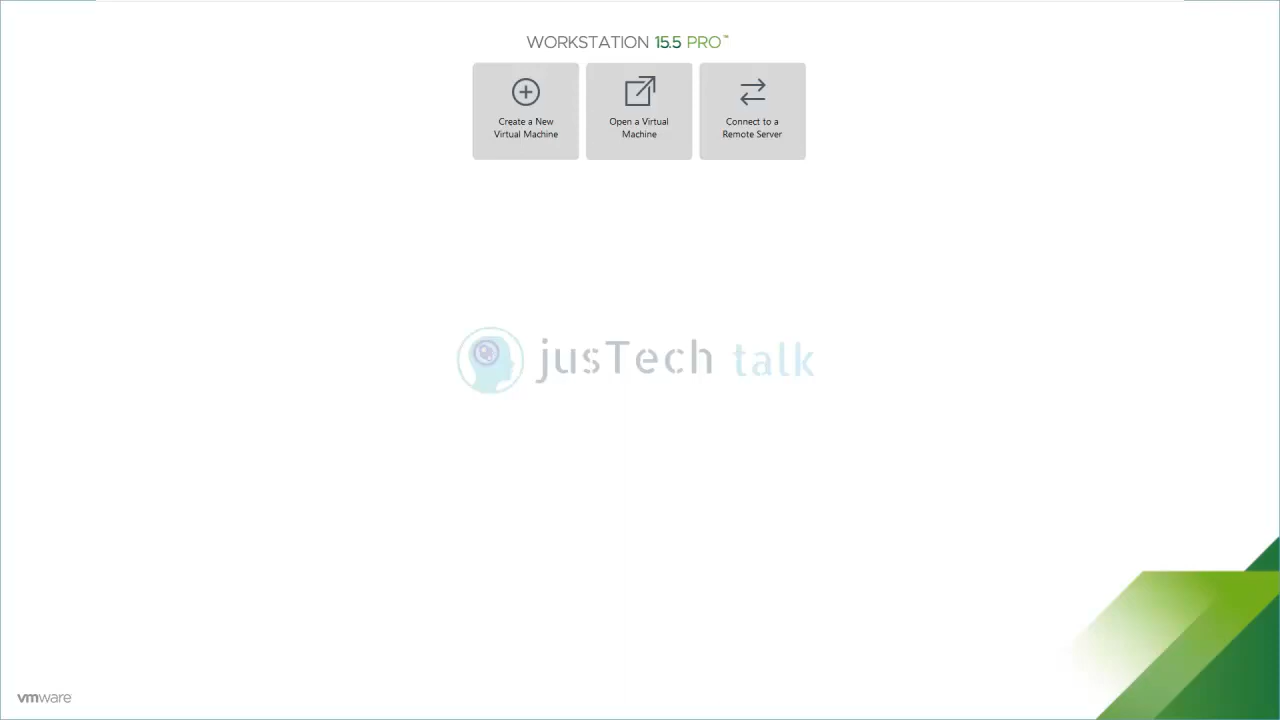 WORKSTATION 15.5 PRO™
Create a New
Virtual Machine
Open a Virtual
Machine
Connect to a
Remote Server
jusTech talk
vmware